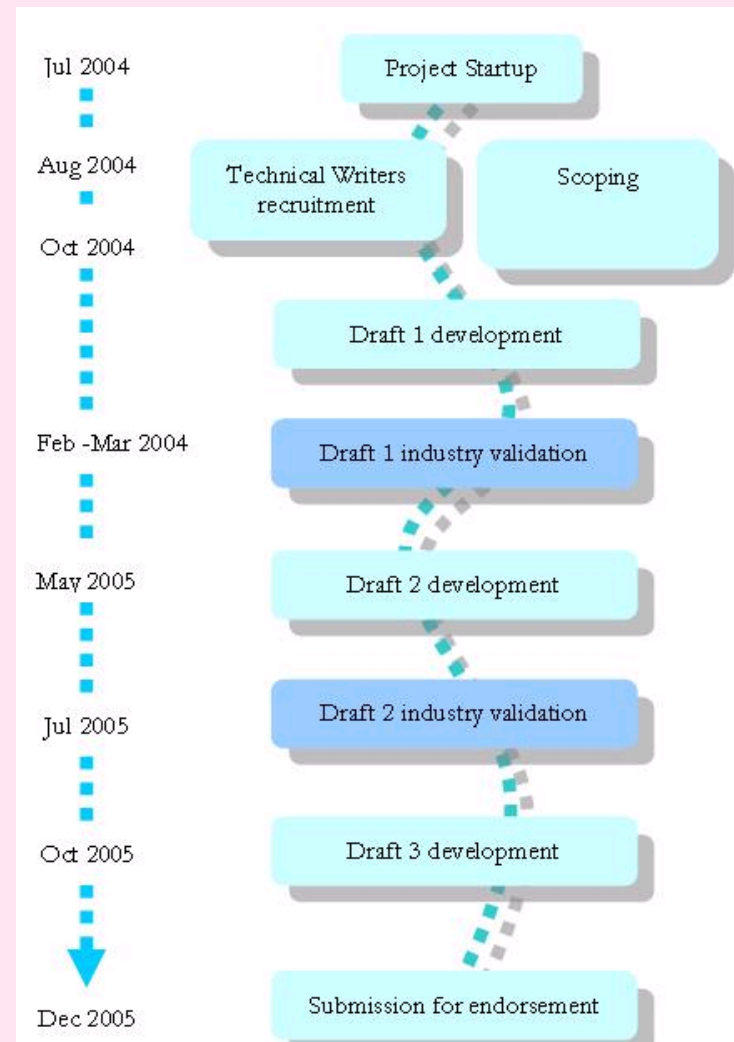 Jul 2004
Project Startup
Aug 2004
Technical Writers
recruitment
Scoping
Oct 2004
Draft 1 development
Feb -Mar 2004
Draft 1 industry validation
May 2005
Draft 2 development
Jul 2005
Draft 2 industry validation
Oct 2005
Draft 3 development
Dec 2005
Submission for endorsement